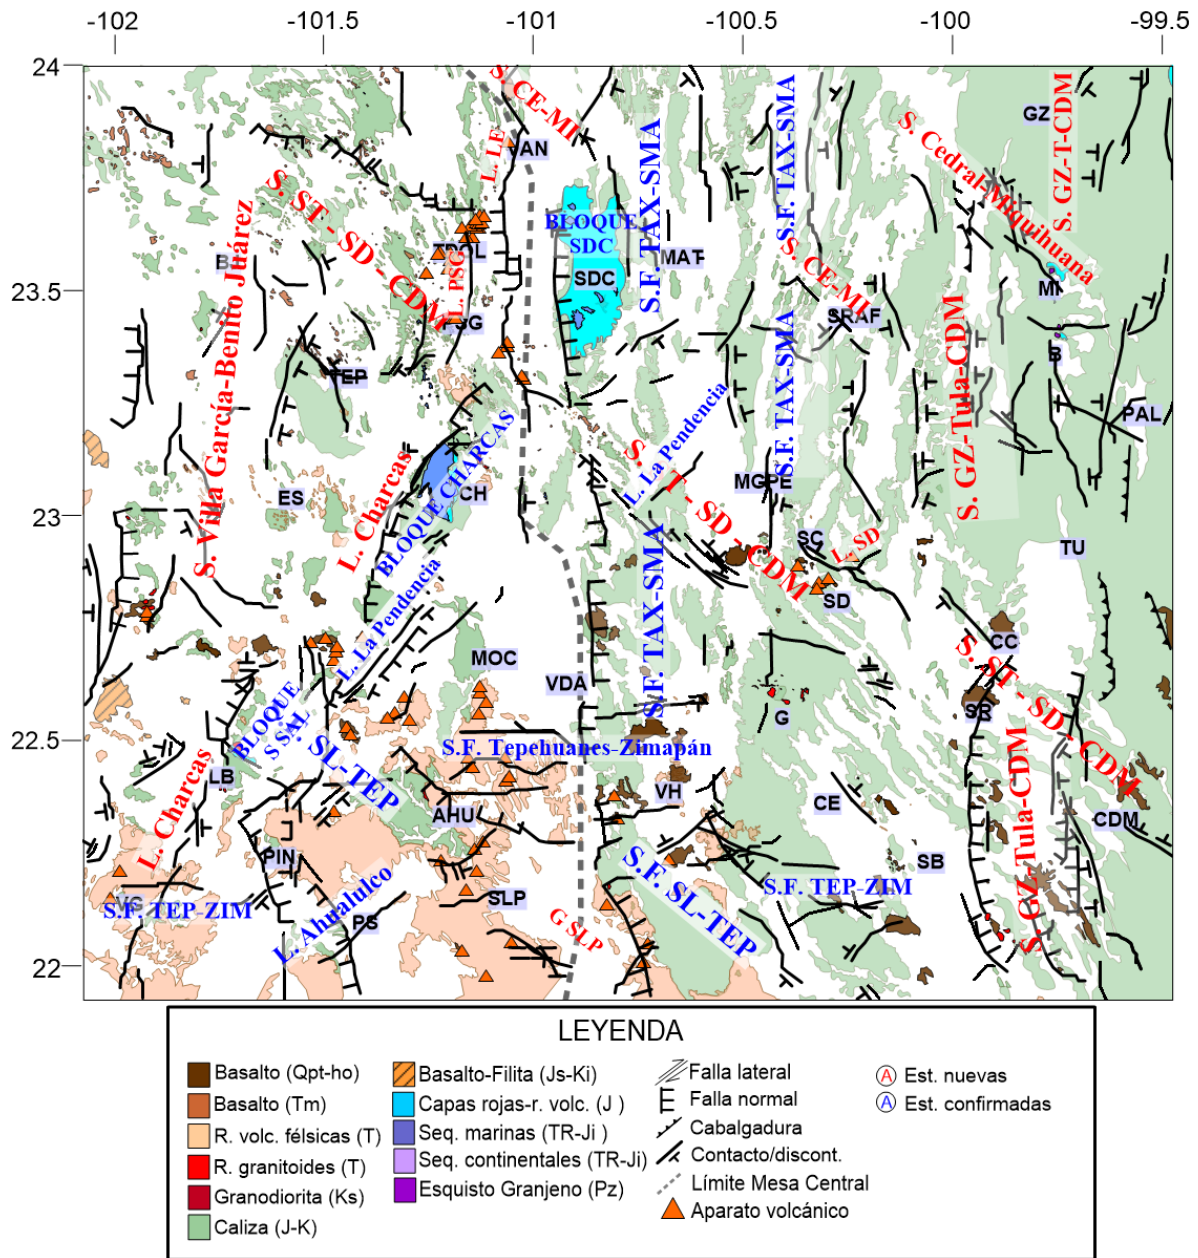 -102 -101.5 -101 -100.5 -100 -99.5
24
23.5
23
22.5
22
S. CE-MI
AN
L. LE
S.F. TAX-SMA
S.F. TAX-SMA
GZ
S. GZ-T-CDM
S. Cedral-Miquihuana
S. ST - SD - CDM
BLOQUE
SDC
SDC
MAT
S. CE-MI
MI
S. Villa García-Benito Juárez
L. PSG
SRAF
B
S. GZ-Tula-CDM
TEP
S.F. TAX-SMA
PAL
L. La Pendencia
S. ST - SD - CDM
MGPE
L. Charcas
BLOQUE CHARCAS
CH
ES
SC
L. SD
SD
TU
S.F. TAX-SMA
L. La Pendencia
MOC
VDA
CC
S. ST - SD - CDM
BLOQUE
S SAL
G
SR
SL-TEP
S.F. Tepehuanes-Zimapán
LB
L. Charcas
VH
CE
AHU
CDM
S. GZ-Tula-CDM
PIN
SB
S.F. SL-TEP
S.F. TEP-ZIM
S.F. TEP-ZIM
L. Ahualulco
SLP
PS
G SLP
LEYENDA
Basalto (Qpt-ho)
Basalto (Tm)
R. volc. félsicas (T)
R. granitoides (T)
Granodiorita (Ks)
Caliza (J-K)
Basalto-Filita (Js-Ki)
Capas rojas-r. volc. (J )
Seq. marinas (TR-Ji )
Seq. continentales (TR-Ji)
Esquisto Granjeno (Pz)
Falla lateral
Falla normal
Cabalgadura
Contacto/discont.
Límite Mesa Central
Aparato volcánico
A Est. nuevas
A Est. confirmadas